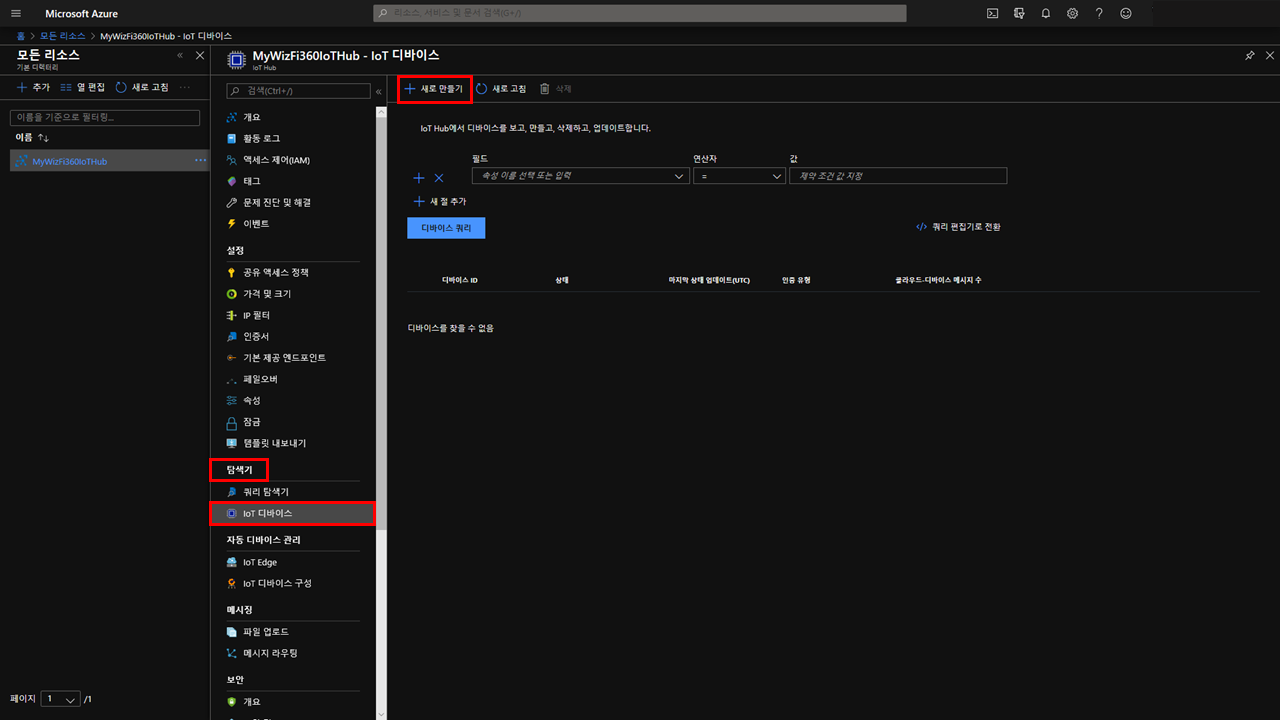 Microsoft Azure
리소스, 서비스 및 문서 검색(G+/)
홈 > 모든 리소스 > MyWizFi360IoTHub - IoT 디바이스
모든 리소스
기본 디렉터리
추가 열 편집 새로 고침 ...
이름을 기준으로 필터링...
이름
MyWizFi360IoTHub ...
페이지 1 /1
MyWizFi360IoTHub - IoT 디바이스
IoT Hub
검색(Ctrl+/)
개요
활동 로그
액세스 제어(IAM)
태그
문제 진단 및 해결
이벤트
설정
공유 액세스 정책
가격 및 크기
IP 필터
인증서
기본 제공 엔드포인트
페일오버
속성
잠금
템플릿 내보내기
탐색기
쿼리 탐색기
IoT 디바이스
자동 디바이스 관리
IoT Edge
IoT 디바이스 구성
메시징
파일 업로드
메시지 라우팅
보안
개요
새로 만들기 새로 고침 삭제
IoT Hub에서 디바이스를 보고, 만들고, 삭제하고, 업데이트합니다.
필드 연산자 값
속성 이름 선택 또는 입력 = 제약 조건 값 지정
새 절 추가
디바이스 쿼리 </> 쿼리 편집기로 전환
디바이스 ID 상태 마지막 상태 업데이트(UTC) 인증 유형 클라우드-디바이스 메시지 수
디바이스를 찾을 수 없음